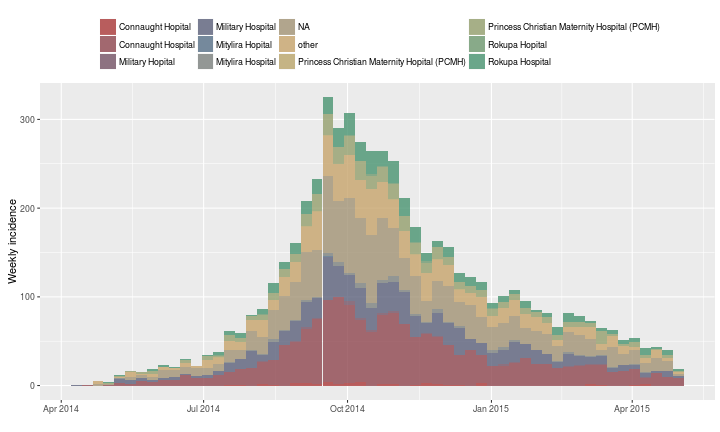 Connaught Hopital Military Hospital NA Princess Christian Maternity Hospital (PCMH)
Connaught Hospital Mitylira Hopital other Rokupa Hopital
Military Hopital Mitylira Hospital Princess Christian Maternity Hopital (PCMH) Rokupa Hospital
300
200
100
0
Weekly incidence
Apr 2014 Jul 2014 Oct 2014 Jan 2015 Apr 2015